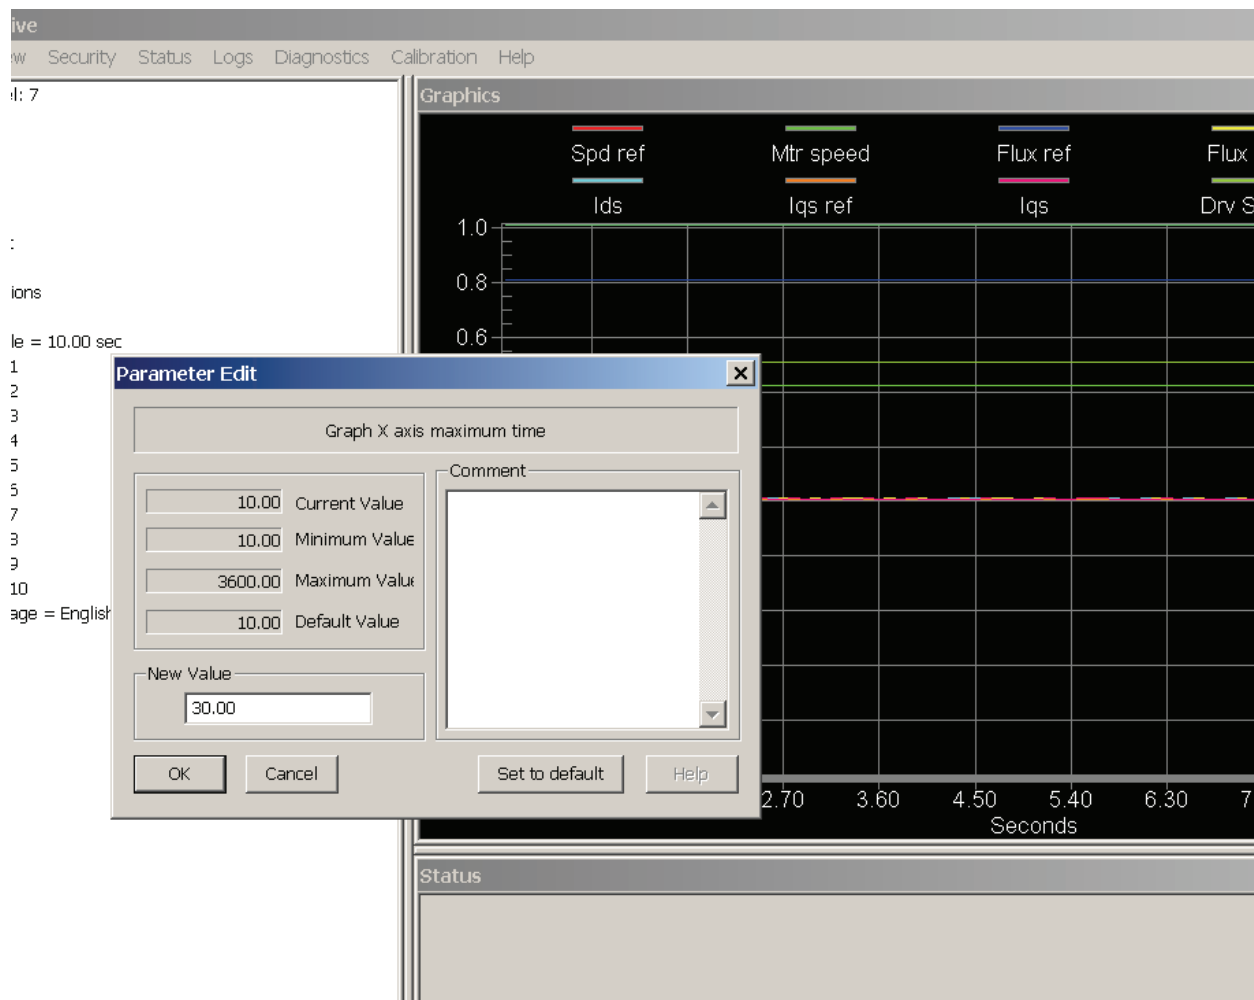 ive
ew Security Status Logs Diagnostics Calibration Help
el: 7
:
ions
le = 10.00 sec
1
2
3
4
5
6
7
8
9
10
age = English
Graphics
Spd ref Mtr speed Flux ref Flux
Ids Iqs ref Iqs Drv S
1.0
0.8
0.6
2.70 3.60 4.50 5.40 6.30 7
Seconds
Parameter Edit
Graph X axis maximum time
10.00 Current Value
10.00 Minimum Value
3600.00 Maximum Value
10.00 Default Value
New Value
30.00
Comment
OK Cancel Set to default Help
Status